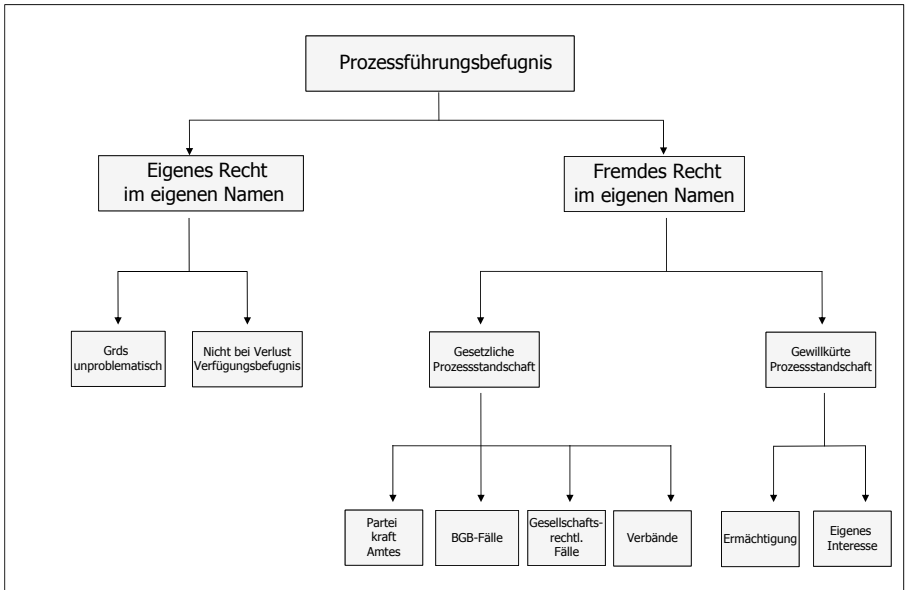 Prozessführungsbefugnis
Eigenes Recht
im eigenen Namen
Fremdes Recht
im eigenen Namen
Grds
unproblematisch
Nicht bei Verlust
Verfügungsbefugnis
Gesetzliche
Prozessstandschaft
Gewillkürte
Prozessstandschaft
Partei
kraft
Amtes
BGB-Fälle
Gesellschafts-
rechtl.
Fälle
Verbände
Ermächtigung
Eigenes
Interesse